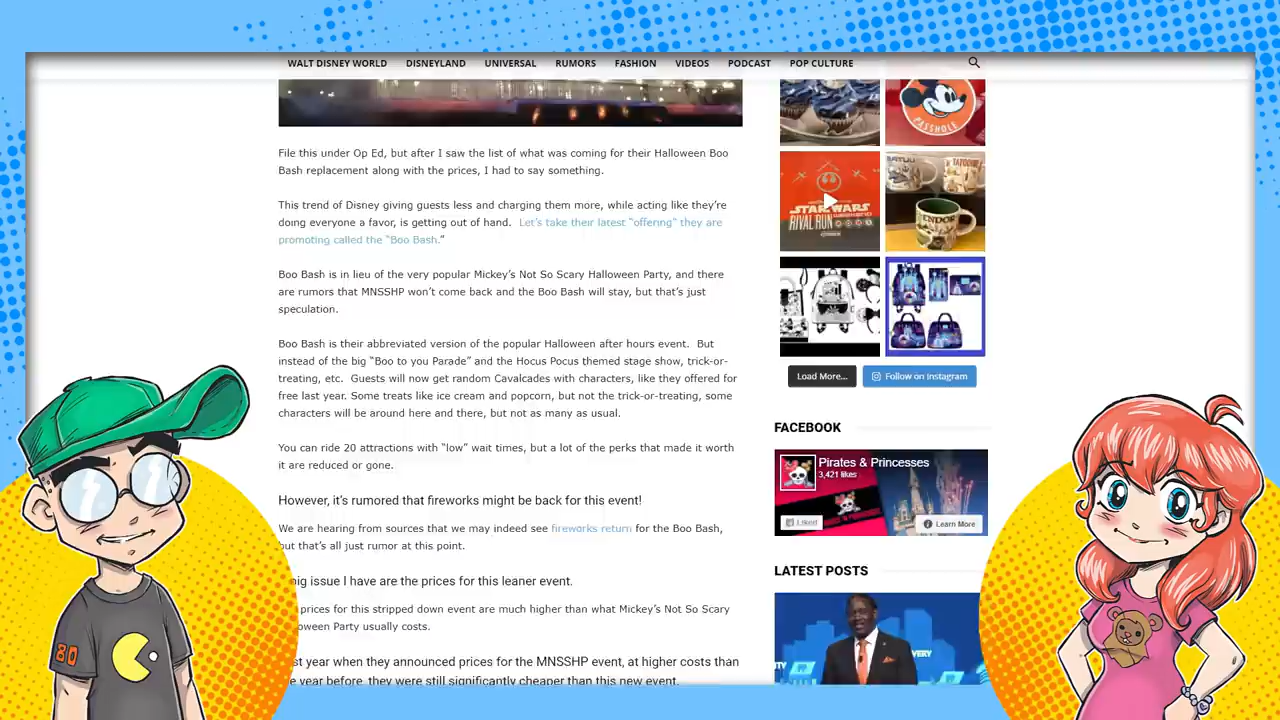 WALT DISNEY WORLD DISNEYLAND UNIVERSAL RUMORS FASHION VIDEOS PODCAST POP CULTURE
File this under Op Ed, but after I saw the list of what was coming for their Halloween Boo
Bash replacement along with the prices, I had to say something.
This trend of Disney giving guests less and charging them more, while acting like they're
doing everyone a favor, is getting out of hand. Let's take their latest "offering" they are
promoting called the "Boo Bash."
Boo Bash is in lieu of the very popular Mickey's Not So Scary Halloween Party, and there
are rumors that MNSSHP won't come back and the Boo Bash will stay, but that's just
speculation.
Boo Bash is their abbreviated version of the popular Halloween after hours event. But
instead of the big "Boo to you Parade" and the Hocus Pocus themed stage show, trick-or-
treating, etc. Guests will now get random Cavalcades with characters, like they offered for
free last year. Some treats like ice cream and popcorn, but not the trick-or-treating, some
characters will be around here and there, but not as many as usual.
You can ride 20 attractions with "low" wait times, but a lot of the perks that made it worth
it are reduced or gone.
However, it's rumored that fireworks might be back for this event!
We are hearing from sources that we may indeed see fireworks return for the Boo Bash,
but that's all just rumor at this point.
big issue I have are the prices for this leaner event.
prices for this stripped down event are much higher than what Mickey's Not So Scary
loween Party usually costs.
st year when they announced prices for the MNSSHP event, at higher costs than
e year before, they were still significantly cheaper than this new event.
PASSHOLE
BATUU
TATOOI
STAR WARS
RIVAL RUN
ENDOR
Load More...
Follow on Instagram
FACEBOOK
Pirates & Princesses
3,421 likes
Liked
Learn More
LATEST POSTS
VERY
80